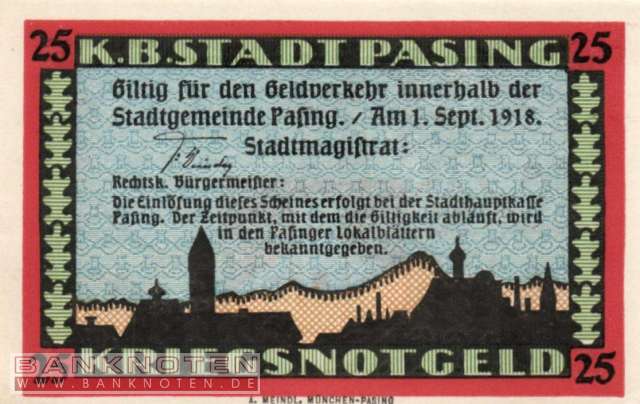 25 K.B.STADT PASING 25
Giltig für den Geldverkehr innerhalb der
Stadtgemeinde Pasing. / Am 1. Sept. 1918.
Stadtmagistrat:
Rechtsk. Bürgermeister:
Die Einlösung dieses Scheines erfolgt bei der Stadthauptkasse
Pasing. Der Zeitpunkt, mit dem die Giltigkeit abläuft, wird
in den Pasinger Lokalblättern
bekanntgegeben.
25 KRIEGSNOTGELD 25
BANKNOTEN
WWW.BANKNOTEN.DE
A. MEINDL, MÜNCHEN-PASING